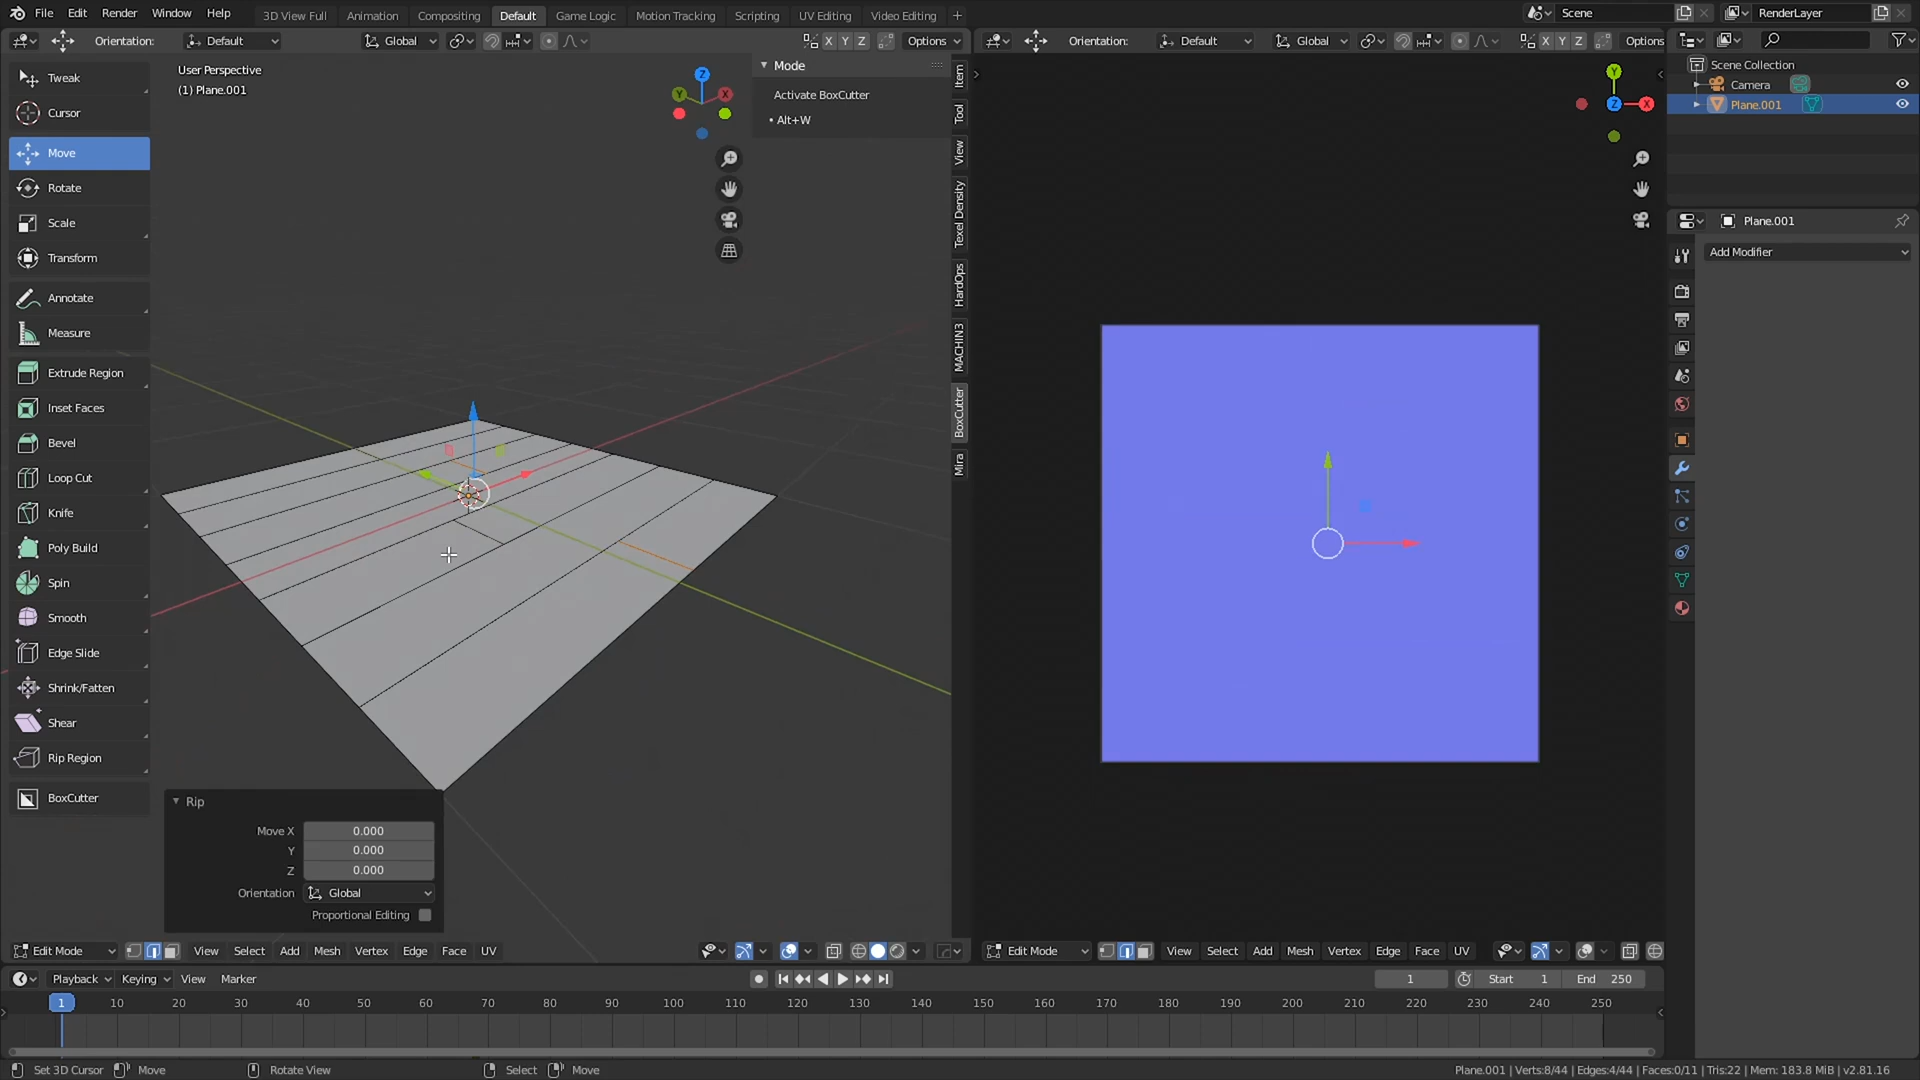 File Edit Render Window Help 3D View Full Animation Compositing Default Game Logic Motion Tracking Scripting UV Editing Video Editing +
Scene RenderLayer
Orientation: Default Global X Y Z Options
Orientation: Default Global X Y Z Options
Tweak
Cursor
Move
Rotate
Scale
Transform
Annotate
Measure
Extrude Region
Inset Faces
Bevel
Loop Cut
Knife
Poly Build
Spin
Smooth
Edge Slide
Shrink/Fatten
Shear
Rip Region
BoxCutter
User Perspective
(1) Plane.001
Z
Y X
Mode
Activate BoxCutter
• Alt+W
Item
Tool
View
Texel Density
HardOps
MACHIN3
BoxCutter
Mira
Y
Z X
Scene Collection
Camera
Plane.001
Plane.001
Add Modifier
Rip
Move X 0.000
Y 0.000
Z 0.000
Orientation Global
Proportional Editing
Edit Mode View Select Add Mesh Vertex Edge Face UV
Edit Mode View Select Add Mesh Vertex Edge Face UV
Playback Keying View Marker
1 Start 1 End 250
1 10 20 30 40 50 60 70 80 90 100 110 120 130 140 150 160 170 180 190 200 210 220 230 240 250
Set 3D Cursor Move Rotate View Select Move
Plane.001 | Verts:8/44 | Edges:4/44 | Faces:0/11 | Tris:22 | Mem: 183.8 MiB | v2.81.16